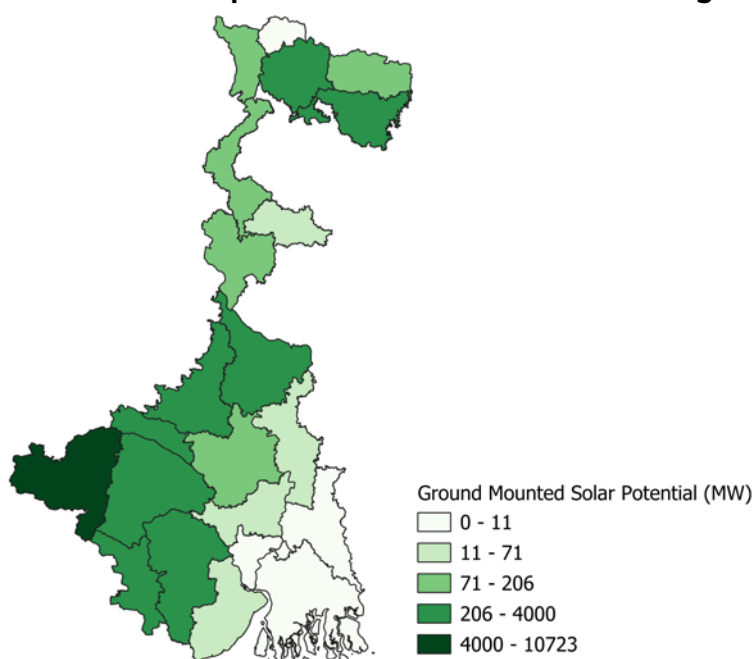 Ground Mounted Solar Potential (MW)
0 - 11
11 - 71
71 - 206
206 - 4000
4000 - 10723